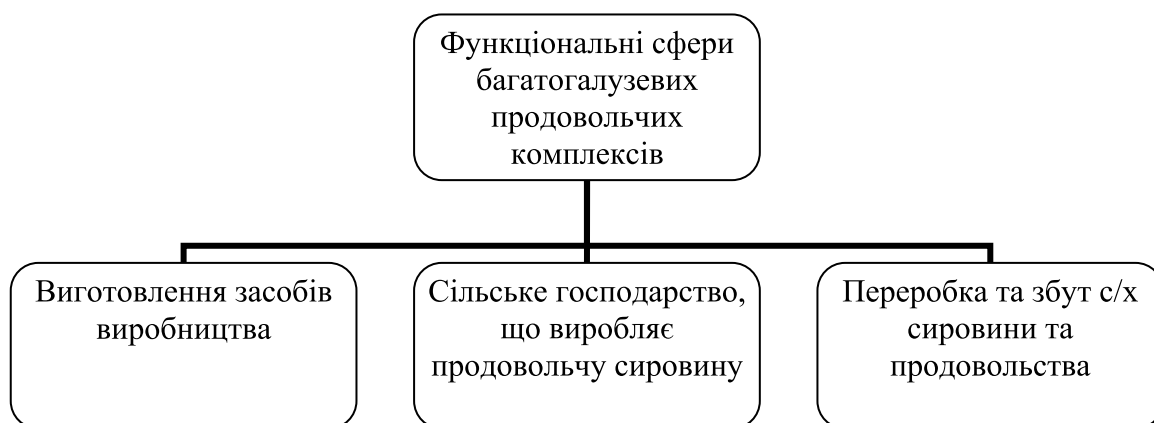 Функціональні сфери
багатогалузевих
продовольчих
комплексів
Виготовлення засобів
виробництва
Сільське господарство,
що виробляє
продовольчу сировину
Переробка та збут с/х
сировини та
продовольства